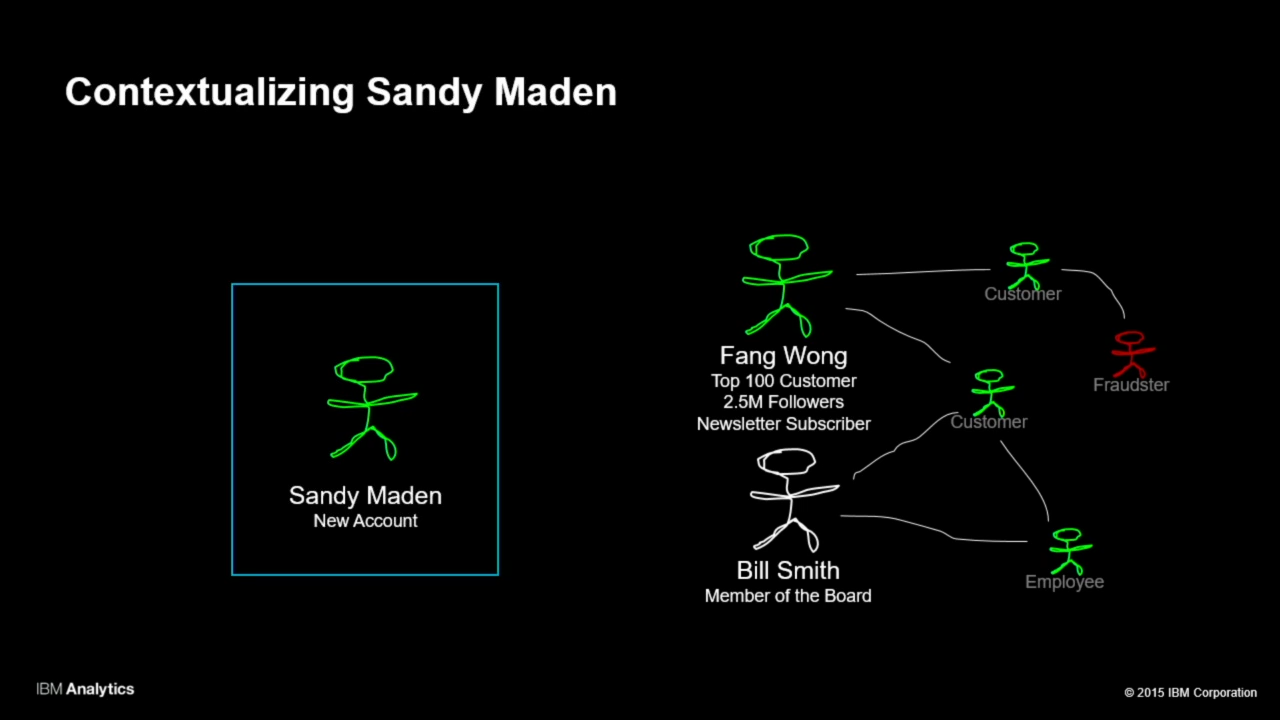 Contextualizing Sandy Maden
Sandy Maden
New Account
Fang Wong
Top 100 Customer
2.5M Followers
Newsletter Subscriber
Bill Smith
Member of the Board
Customer
Fraudster
Customer
Employee
IBM Analytics
© 2015 IBM Corporation